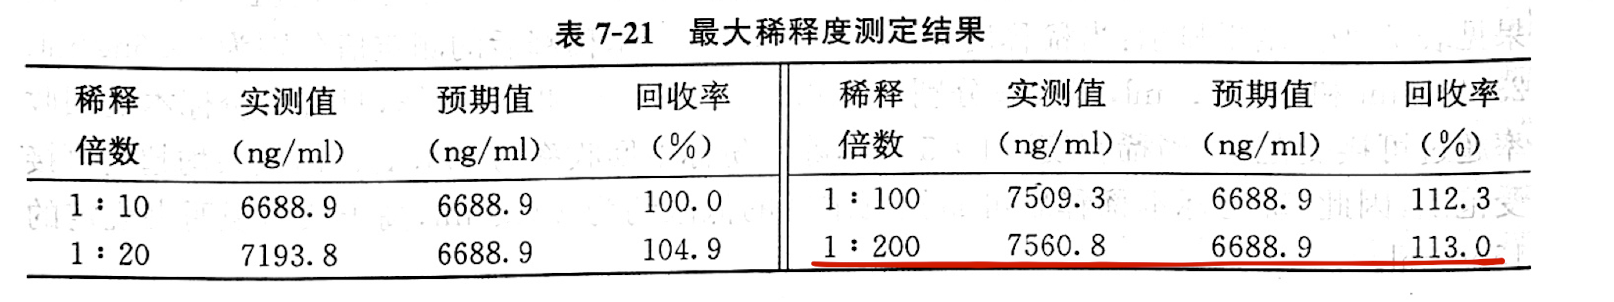 表 7-21 最大稀释度测定结果
稀释 实测值 预期值 回收率 稀释 实测值 预期值 回收率
倍数 (ng/ml) (ng/ml) (%) 倍数 (ng/ml) (ng/ml) (%)
1∶10 6688.9 6688.9 100.0 1∶100 7509.3 6688.9 112.3
1∶20 7193.8 6688.9 104.9 1∶200 7560.8 6688.9 113.0